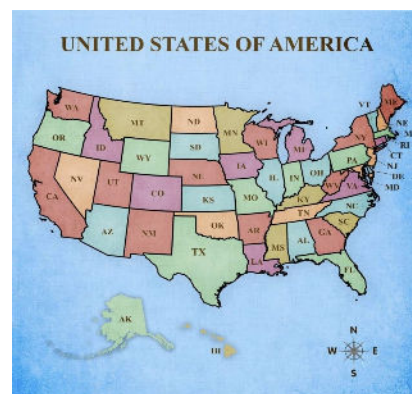 UNITED STATES OF AMERICA
WA
MT
ND
MN
VT
ME
OR
ID
WY
SD
WI
MI
NY
NE
M
RI
CT
NJ
DE
MD
NV
UT
CO
NE
IA
IL
IN
OH
PA
CA
KS
MO
KY
WV
VA
AZ
NM
OK
AR
TN
NC
SC
TX
LA
MS
AL
GA
FL
AK
HI
N
W
E
S